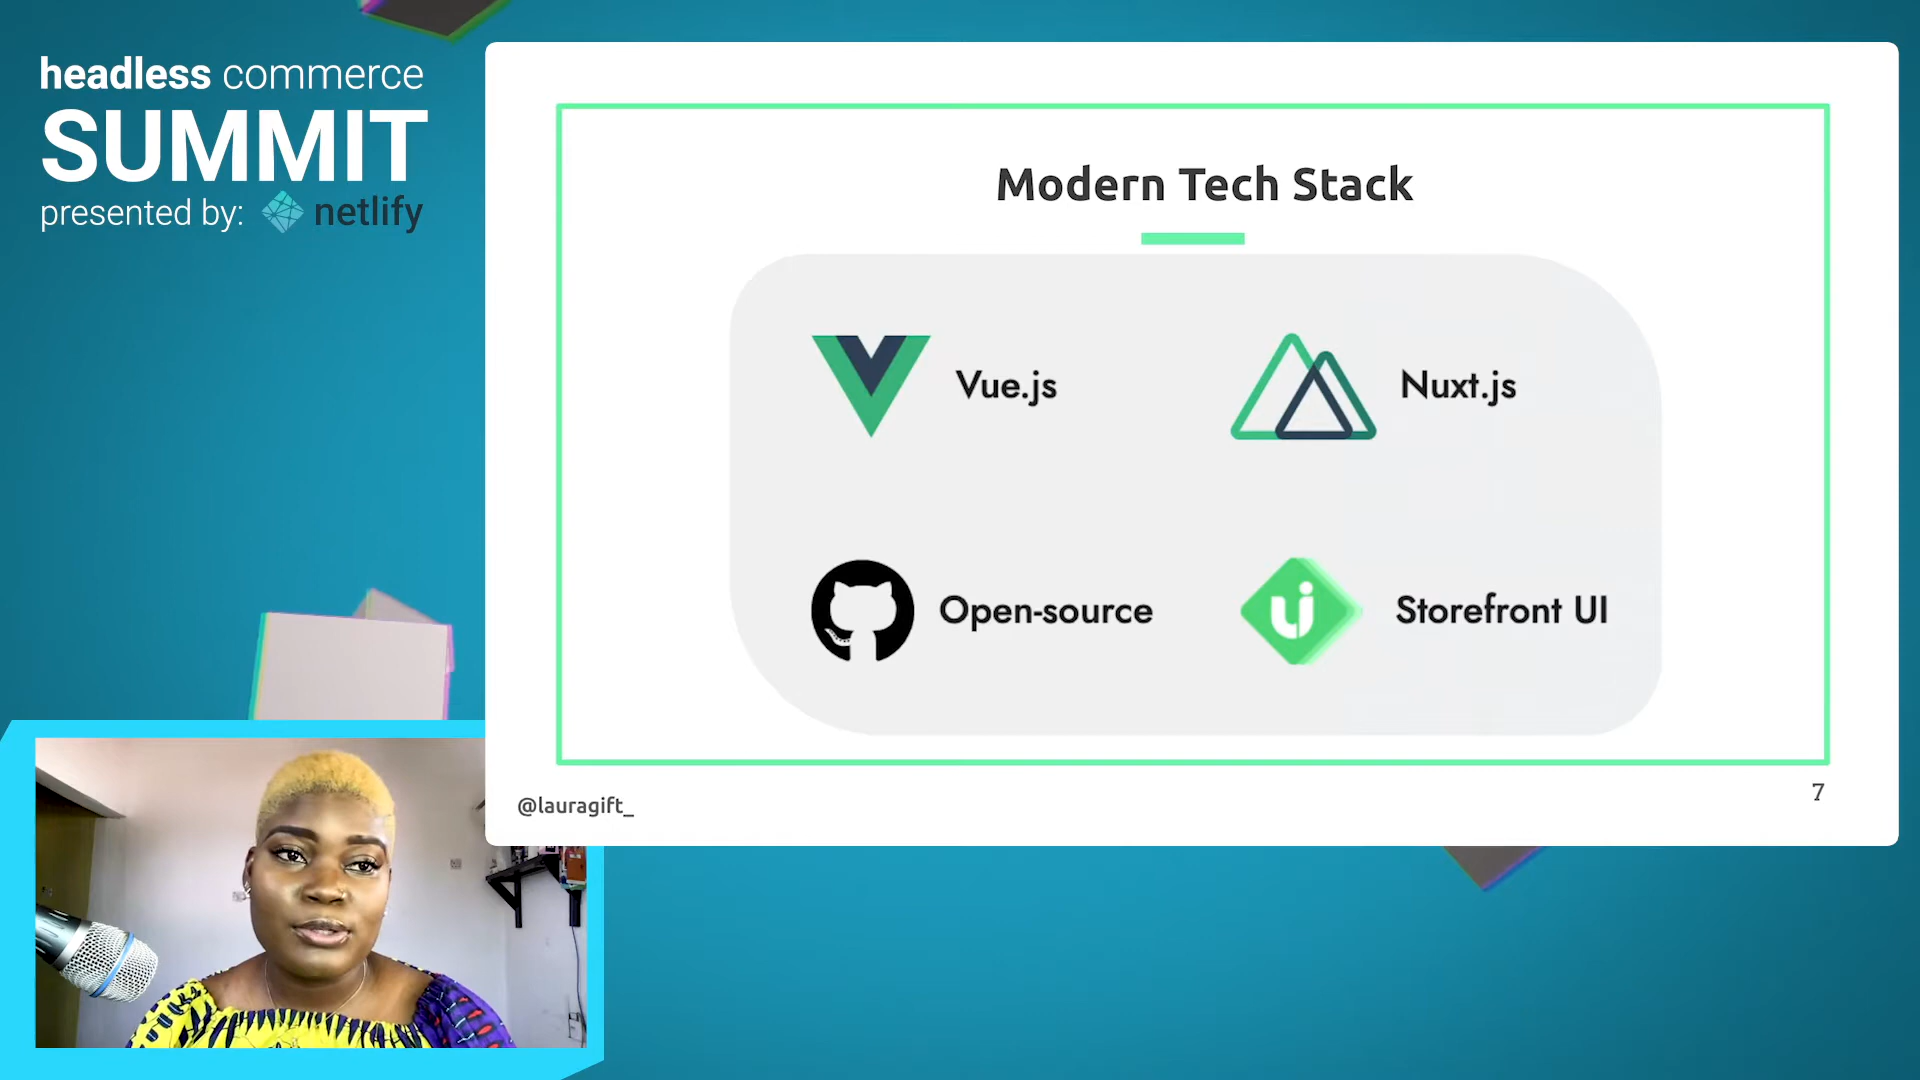 headless commerce
SUMMIT
presented by: netlify
Modern Tech Stack
Vue.js
Nuxt.js
Open-source
Storefront UI
@lauragift_
7